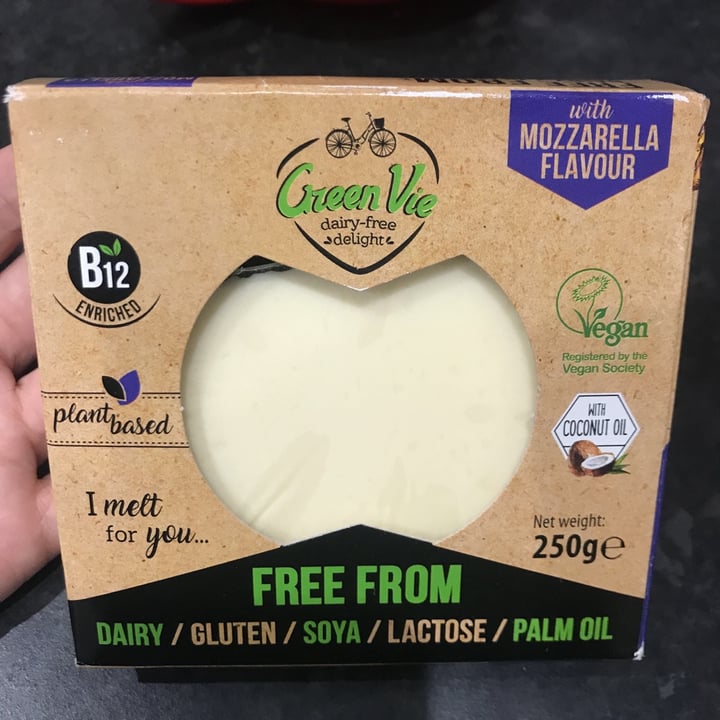 with
MOZZARELLA
FLAVOUR
Green Vie
dairy-free
delight
B12
ENRICHED
Vegan
Registered by the
Vegan Society
plant based
WITH
COCONUT OIL
I melt
for you...
Net weight:
250g℮
FREE FROM
DAIRY / GLUTEN / SOYA / LACTOSE / PALM OIL